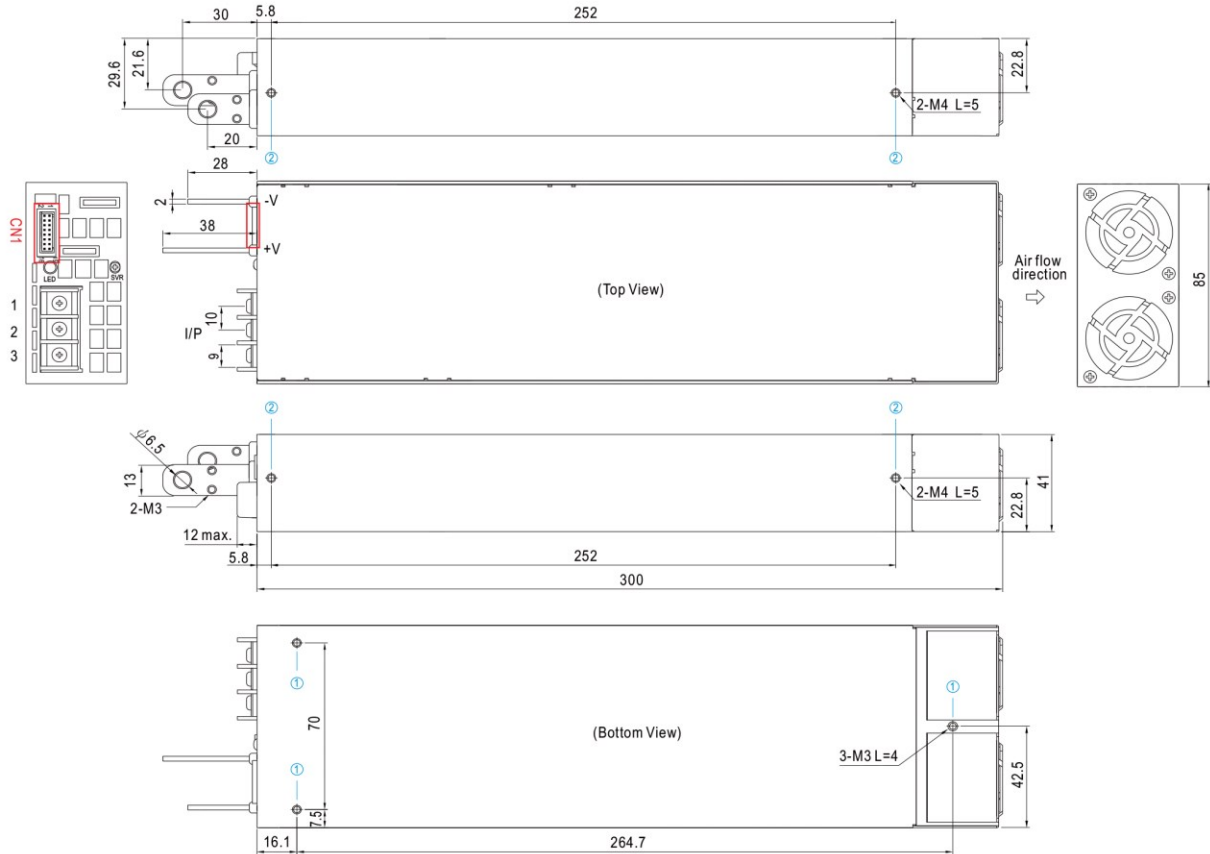 30
5.8
252
29.6
21.6
22.8
2-M4 L=5
20
②
②
28
2
-V
38
+V
CN1
2 1
LED
SVR
1
2
3
I/P
10
9
(Top View)
Air flow
direction
85
②
②
ϕ6.5
13
2-M3
2-M4 L=5
22.8
41
12 max.
5.8
252
300
①
70
①
(Bottom View)
①
3-M3 L=4
42.5
7.5
16.1
264.7